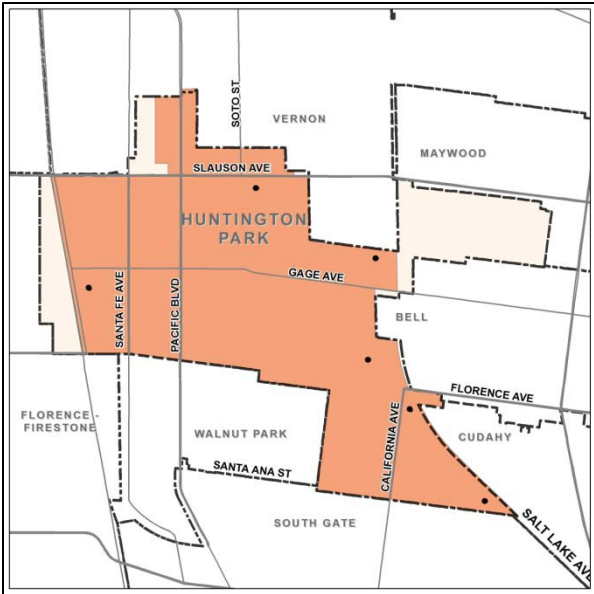 SOTO ST
VERNON
MAYWOOD
SLAUSON AVE
HUNTINGTON
PARK
GAGE AVE
SANTA FE AVE
PACIFIC BLVD
BELL
FLORENCE AVE
FLORENCE -
FIRESTONE
WALNUT PARK
CALIFORNIA AVE
CUDAHY
SANTA ANA ST
SOUTH GATE
SALT LAKE AVE